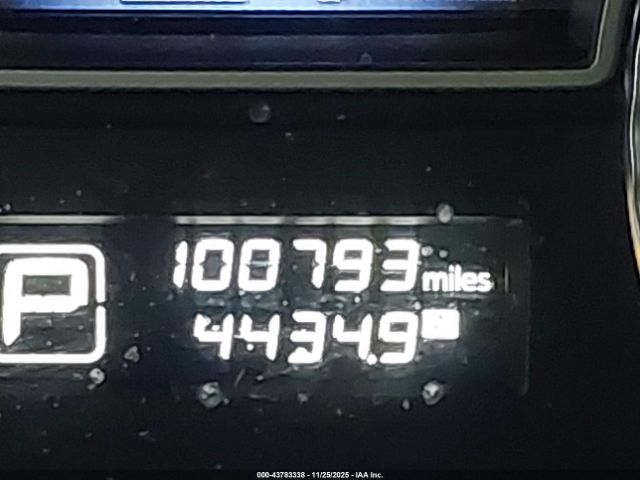 100793 miles
P
4434.9
000-43783338 - 11/25/2025 - IAA Inc.